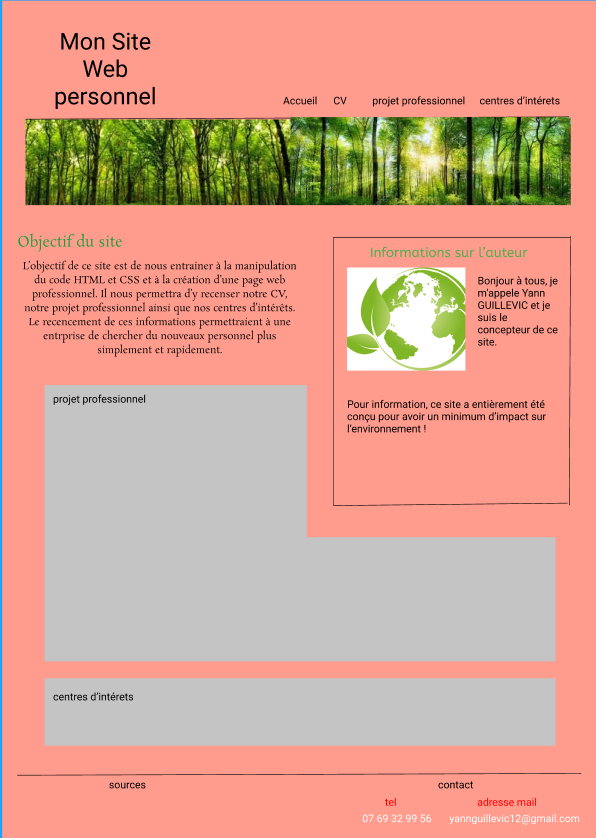 Mon Site
Web
personnel
Accueil CV projet professionnel centres d'intérets
Objectif du site
L'objectif de ce site est de nous entrainer à la manipulation
du code HTML et CSS et à la création d'une page web
professionnel. Il nous permettra d'y recenser notre CV,
notre projet professionnel ainsi que nos centres d'intérêts.
Le recencement de ces informations permettraient à une
entrprise de chercher du nouveaux personnel plus
simplement et rapidement.
Informations sur l'auteur
Bonjour à tous, je
m'appele Yann
GUILLEVIC et je
suis le
concepteur de ce
site.
Pour information, ce site a entièrement été
conçu pour avoir un minimum d'impact sur
l'environnement !
projet professionnel
centres d'intérets
sources
contact
tel adresse mail
07 69 32 99 56 yannguillevic12@gmail.com